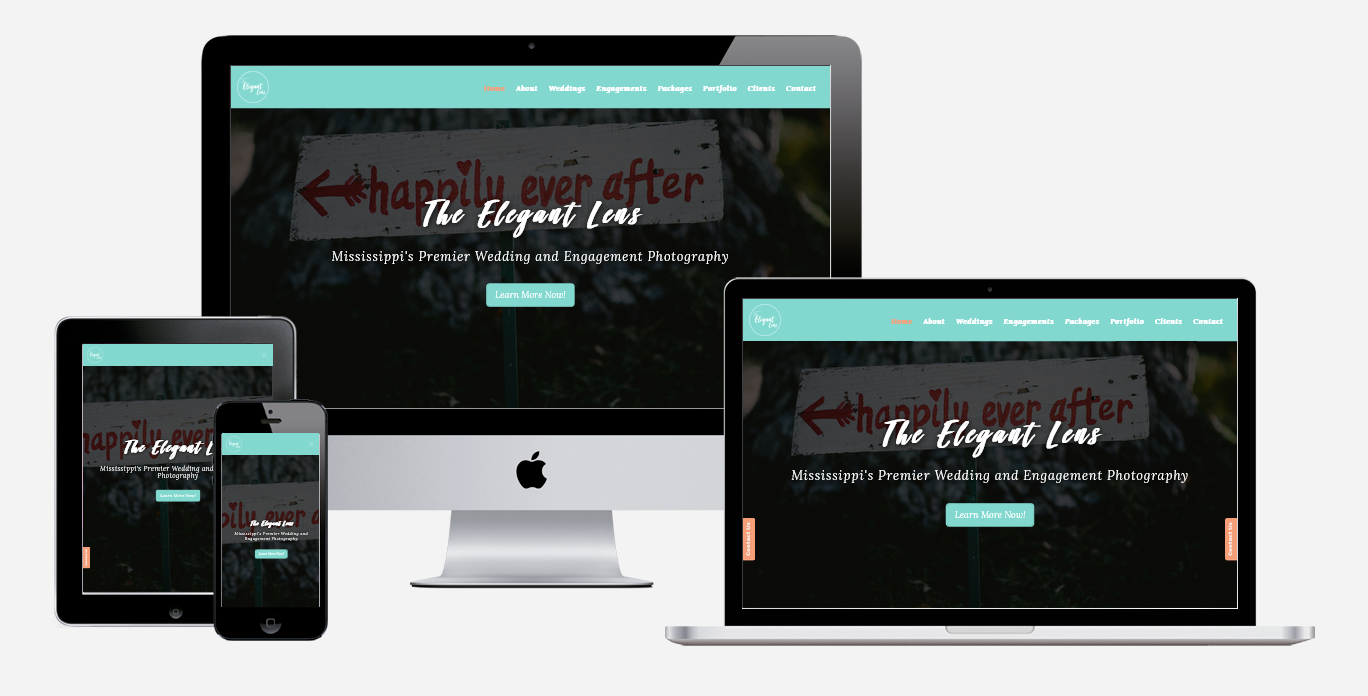 Elegant
Lens
Home About Weddings Engagements Packages Portfolio Clients Contact
happily ever after
The Elegant Lens
Mississippi's Premier Wedding and Engagement Photography
Learn More Now!
Elegant
Lens
Home About Weddings Engagements Packages Portfolio Clients Contact
happily ever after
The Elegant Lens
Mississippi's Premier Wedding and Engagement Photography
Learn More Now!
Contact Us
Contact Us
happily ever
The Elegant L
Mississippi's Premier Wedding and
Photography
Learn More Now!
The Elegant Lens
Mississippi's Premier Wedding and
Engagement Photography
Learn More Now!